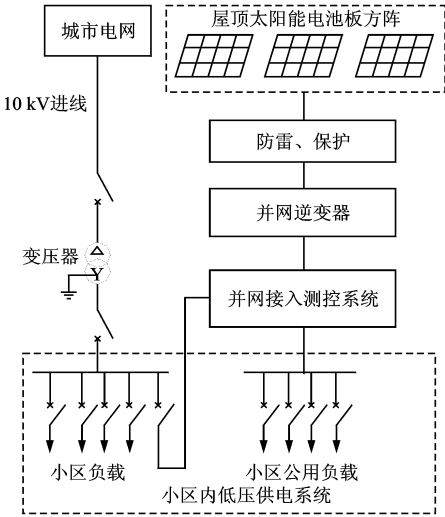 城市电网
屋顶太阳能电池板方阵
10 kV进线
防雷、保护
并网逆变器
变压器
Y
并网接入测控系统
小区负载
小区公用负载
小区内低压供电系统